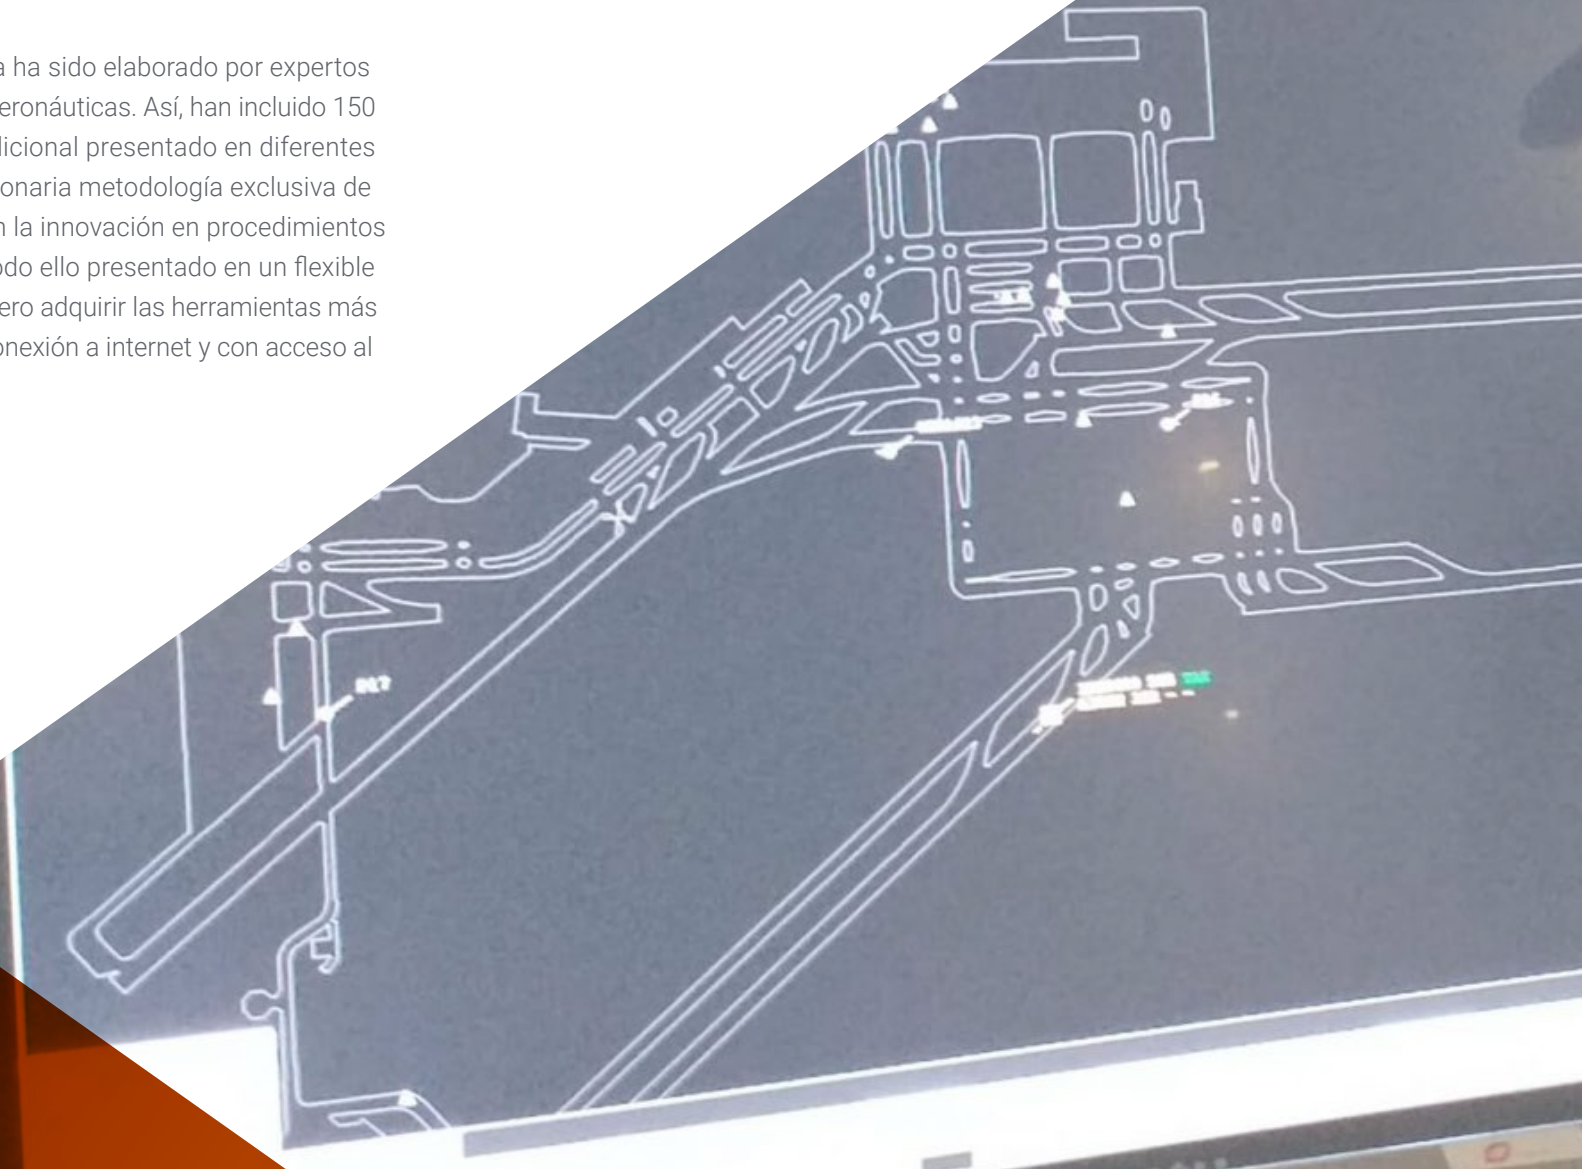 ha sido elaborado por expertos
eronáuticas. Así, han incluido 150
dicional presentado en diferentes
onaria metodología exclusiva de
n la innovación en procedimientos
odo ello presentado en un flexible
ero adquirir las herramientas más
onexión a internet y con acceso al